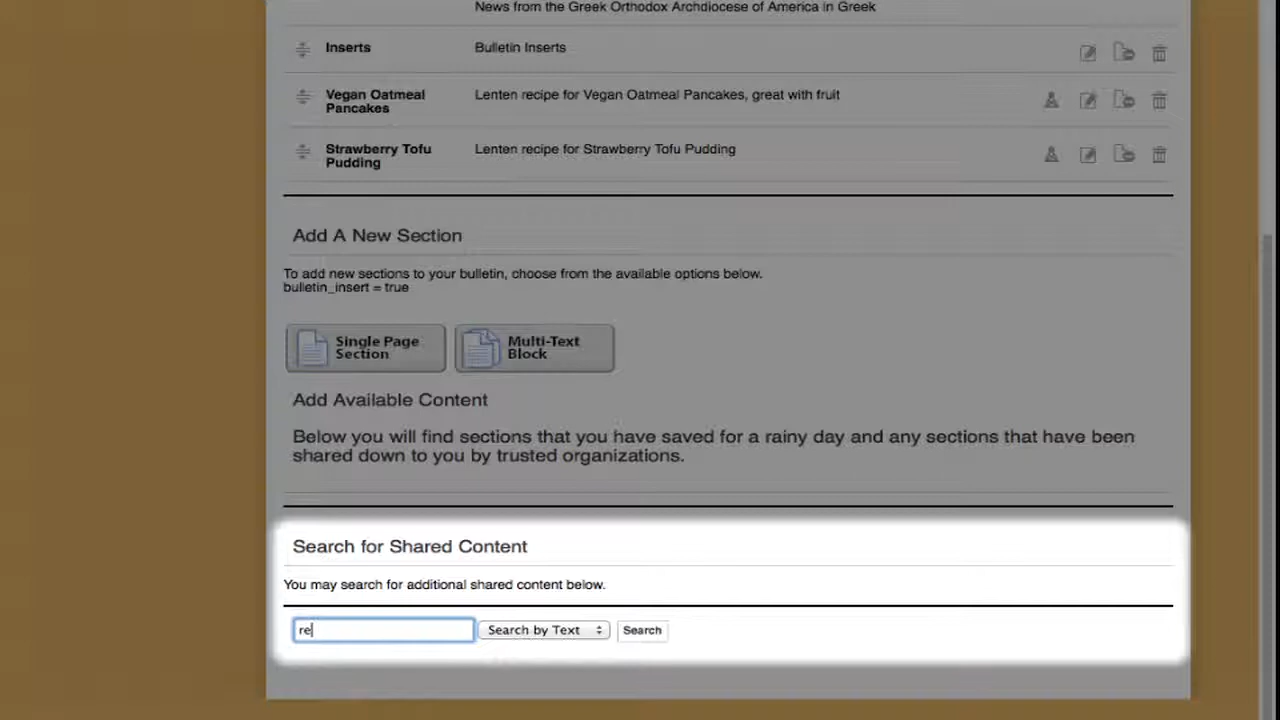 News from the Greek Orthodox Archdiocese of America in Greek
Inserts
Bulletin Inserts
Vegan Oatmeal
Pancakes
Lenten recipe for Vegan Oatmeal Pancakes, great with fruit
Strawberry Tofu
Pudding
Lenten recipe for Strawberry Tofu Pudding
Add A New Section
To add new sections to your bulletin, choose from the available options below.
bulletin_insert = true
Single Page
Section
Multi-Text
Block
Add Available Content
Below you will find sections that you have saved for a rainy day and any sections that have been
shared down to you by trusted organizations.
Search for Shared Content
You may search for additional shared content below.
re
Search by Text
Search